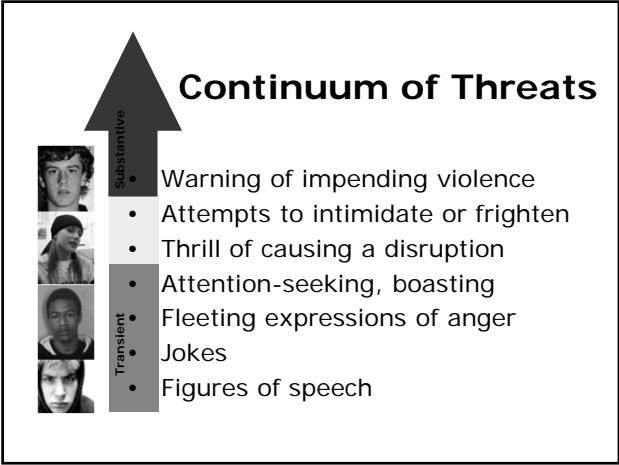 Continuum of Threats
Substantive
• Warning of impending violence
• Attempts to intimidate or frighten
• Thrill of causing a disruption
• Attention-seeking, boasting
• Fleeting expressions of anger
• Jokes
• Figures of speech
Transient